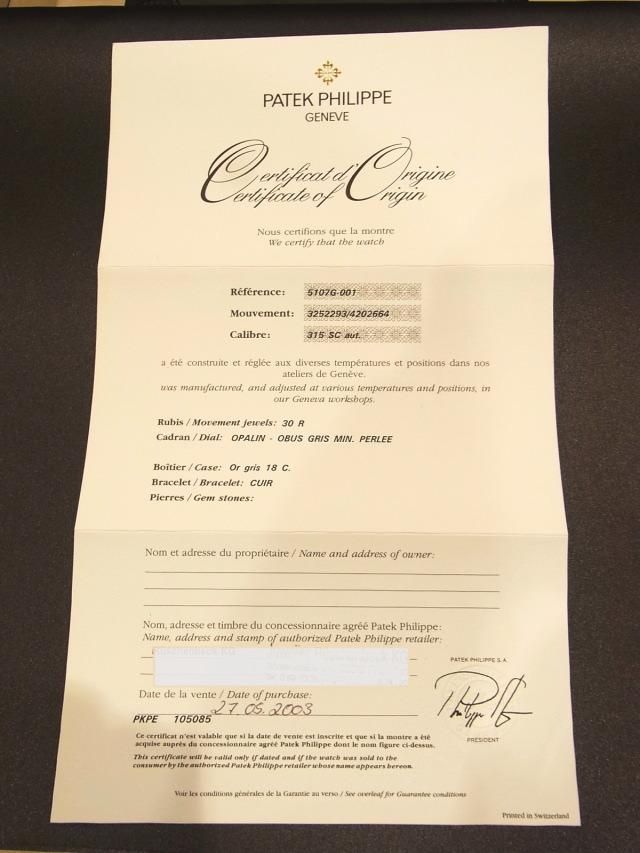 PATEK PHILIPPE
GENEVE
Certificat d'Origine
Certificate of Origin
Nous certifions que la montre
We certify that the watch
Référence: 5107G-001
Mouvement: 3252293/4202664
Calibre: 315 SC aut.
a été construite et réglée aux diverses températures et positions dans nos
ateliers de Genève.
was manufactured, and adjusted at various temperatures and positions, in
our Geneva workshops.
Rubis / Movement jewels: 30 R
Cadran / Dial: OPALIN - OBUS GRIS MIN. PERLEE
Boîtier / Case: Or gris 18 C.
Bracelet / Bracelet: CUIR
Pierres / Gem stones:
Nom et adresse du propriétaire / Name and address of owner:
Nom, adresse et timbre du concessionnaire agréé Patek Philippe:
Name, address and stamp of authorized Patek Philippe retailer:
PATEK PHILIPPE S.A.
Date de la vente / Date of purchase:
27.05.2003
PKPE 105085
PRESIDENT
Ce certificat n'est valable que si la date de vente est inscrite et que si la montre a été
acquise auprès du concessionnaire agréé Patek Philippe dont le nom figure ci-dessus.
This certificate will be valid only if dated and if the watch was sold to the
consumer by the authorized Patek Philippe retailer whose name appears hereon.
Voir les conditions générales de la Garantie au verso / See overleaf for Guarantee conditions
Printed in Switzerland